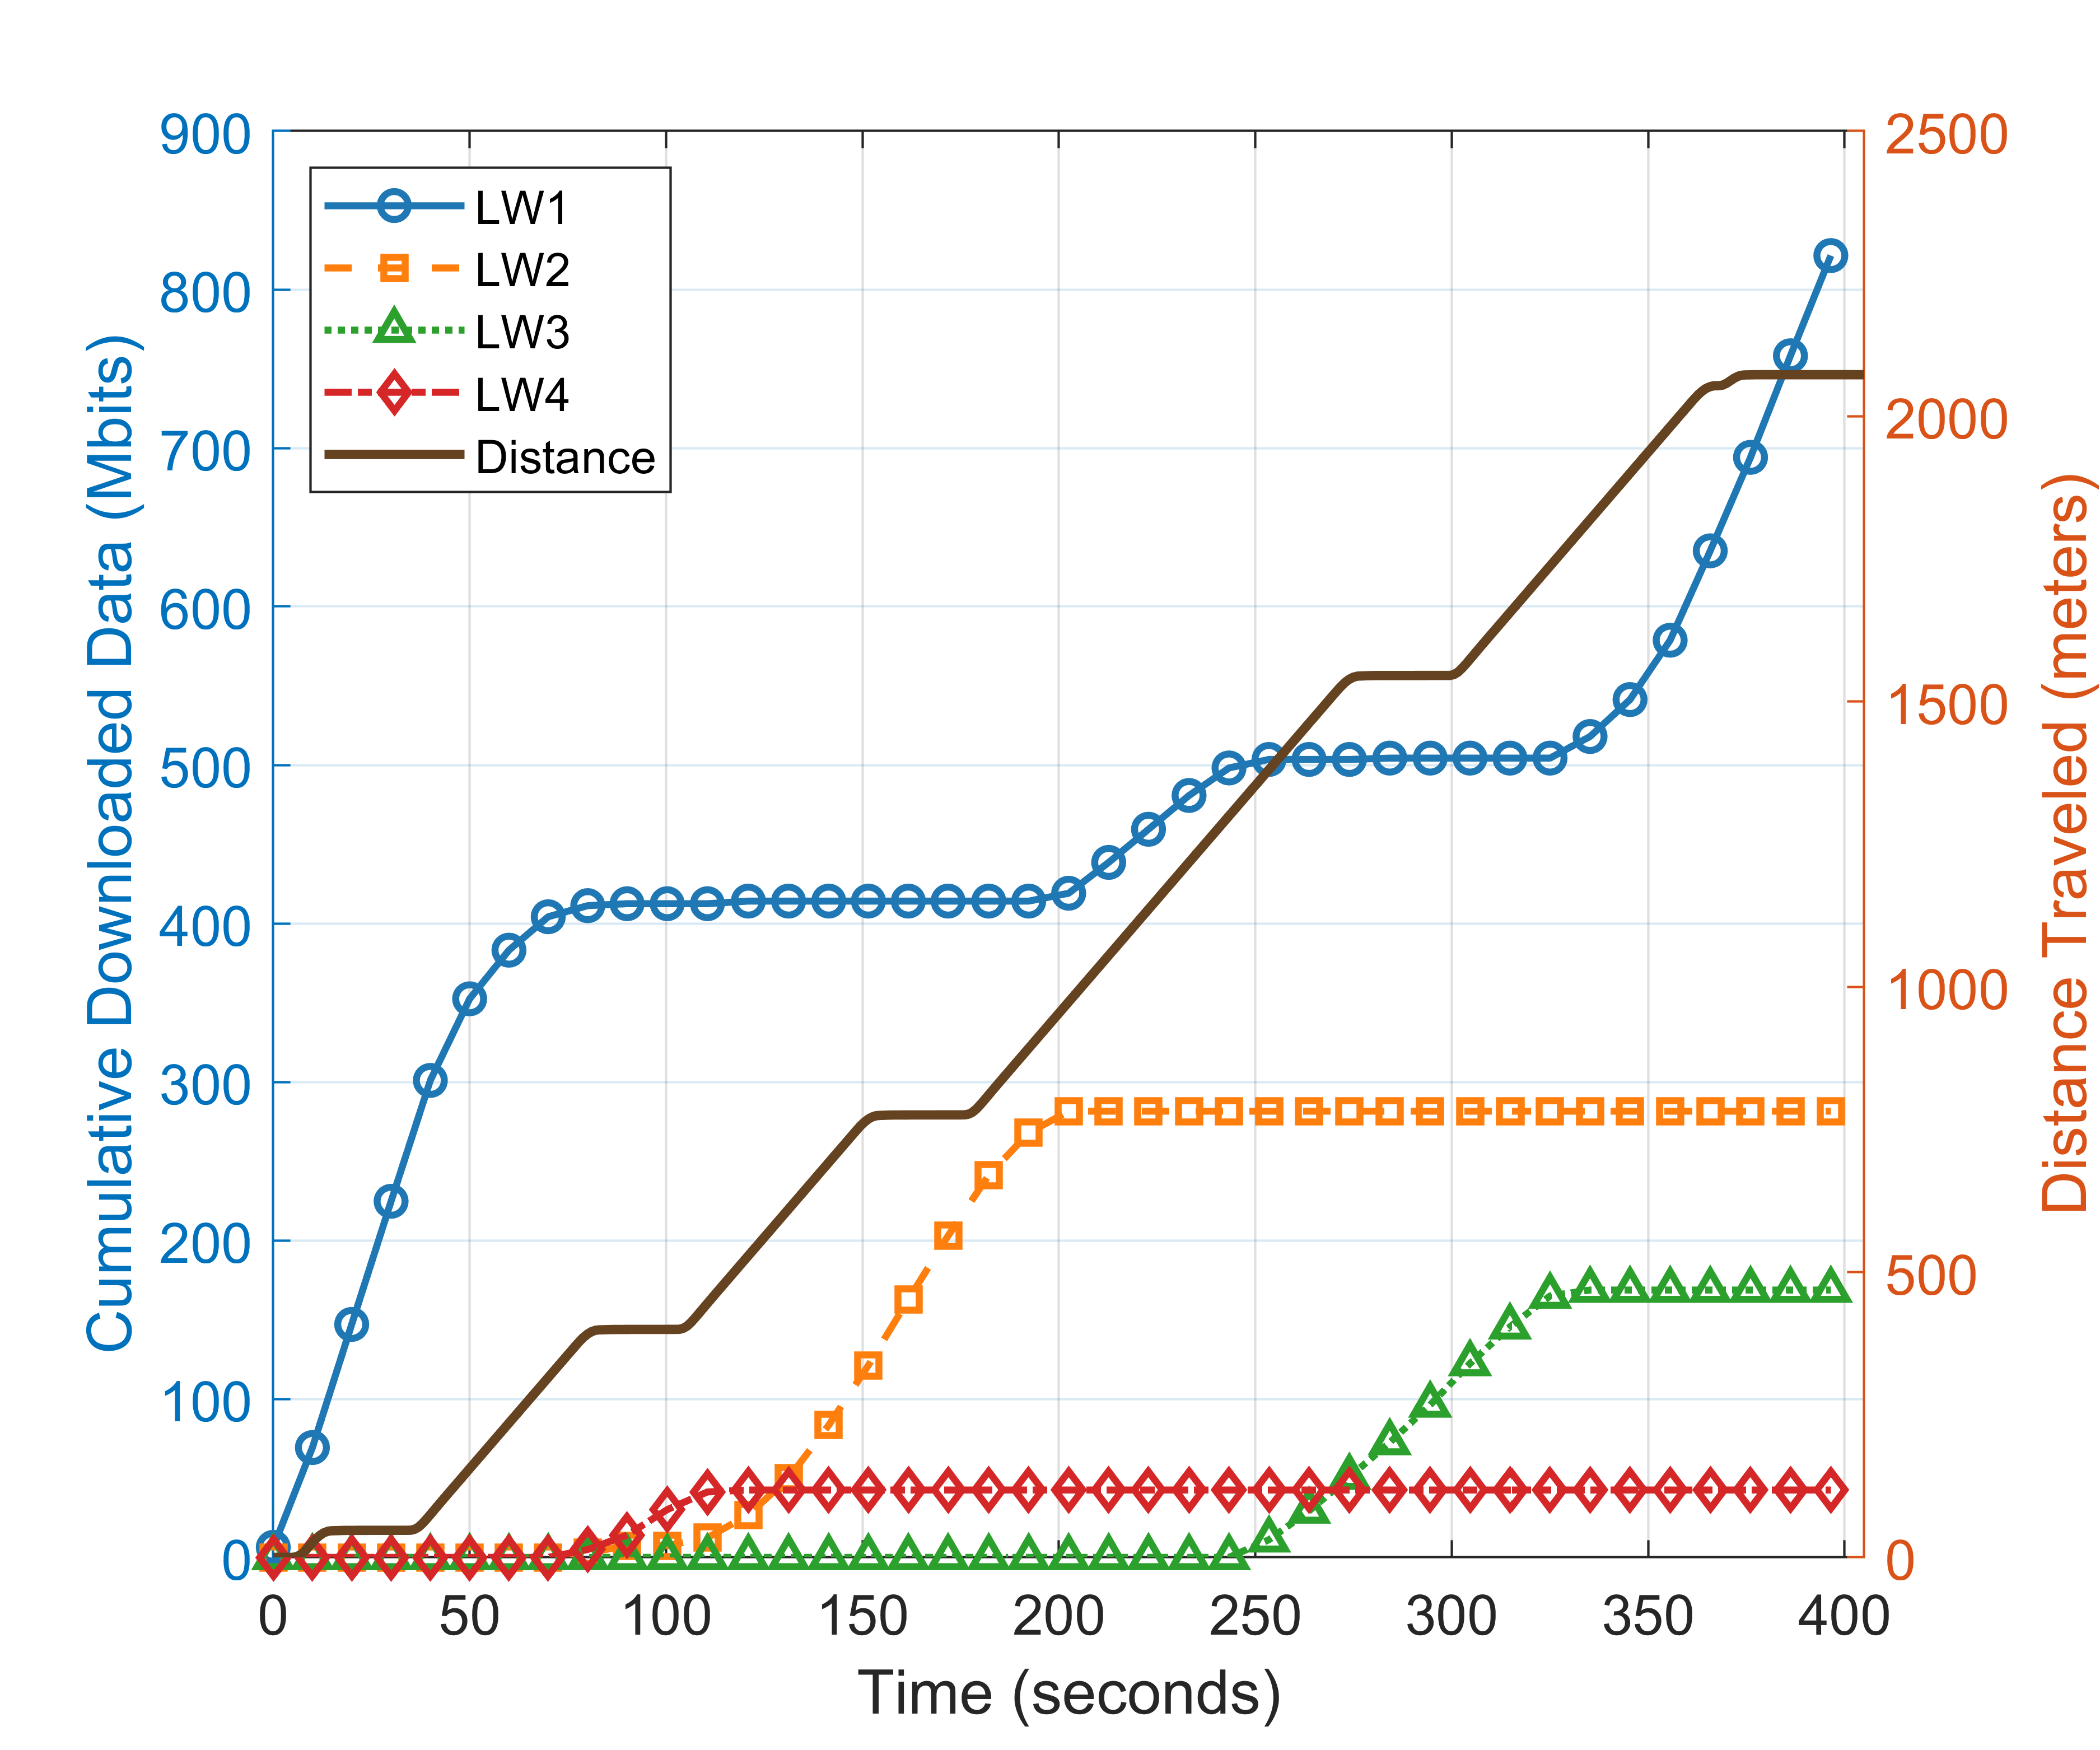 Cumulative Downloaded Data (Mbits)
900
800
700
600
500
400
300
200
100
0
LW1
LW2
LW3
LW4
Distance
2500
2000
1500
1000
500
0
Distance Traveled (meters)
0 50 100 150 200 250 300 350 400
Time (seconds)